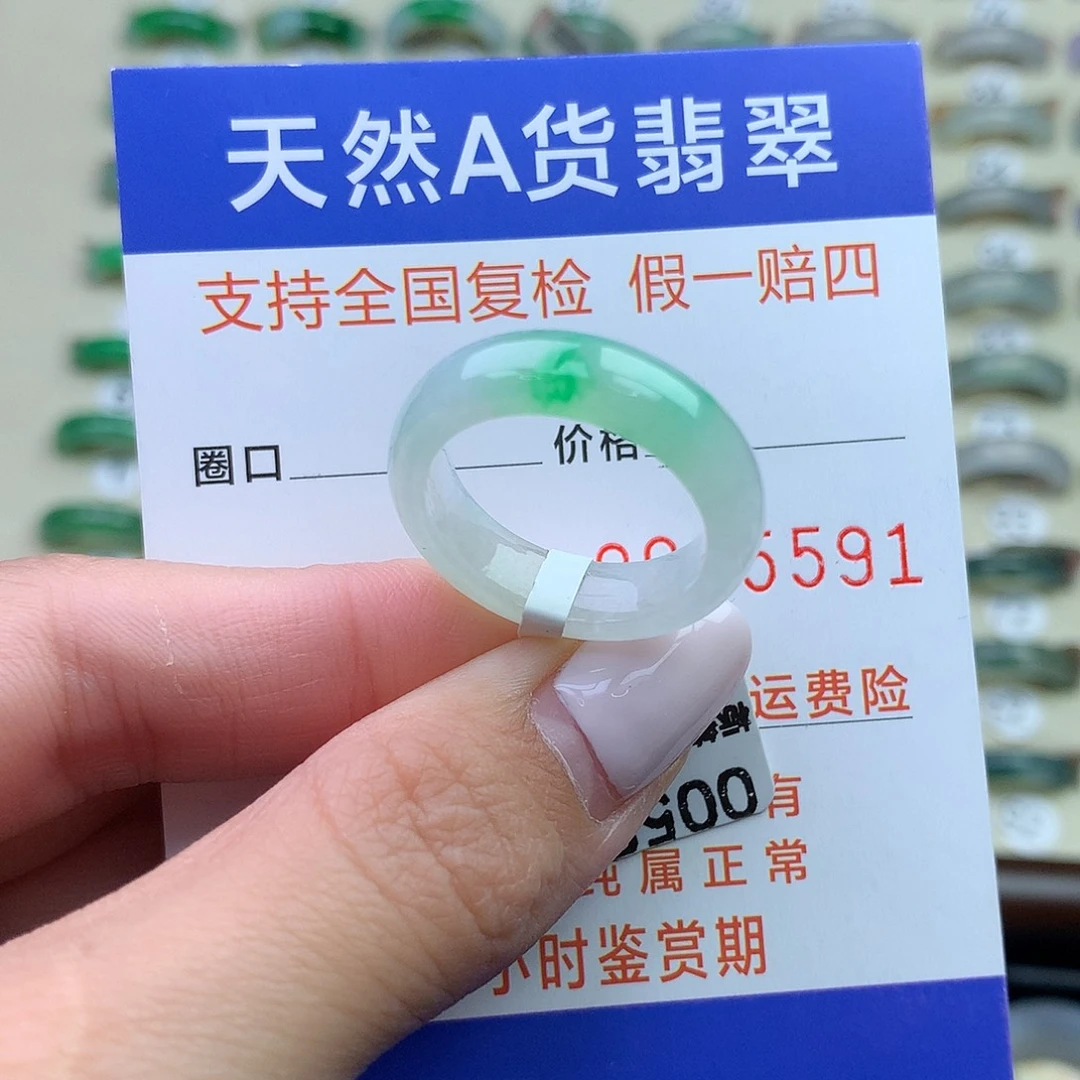 天然A货翡翠
支持全国复检 假一赔四
圈口 价格
5591
运费险
有
纯属正常
小时鉴赏期